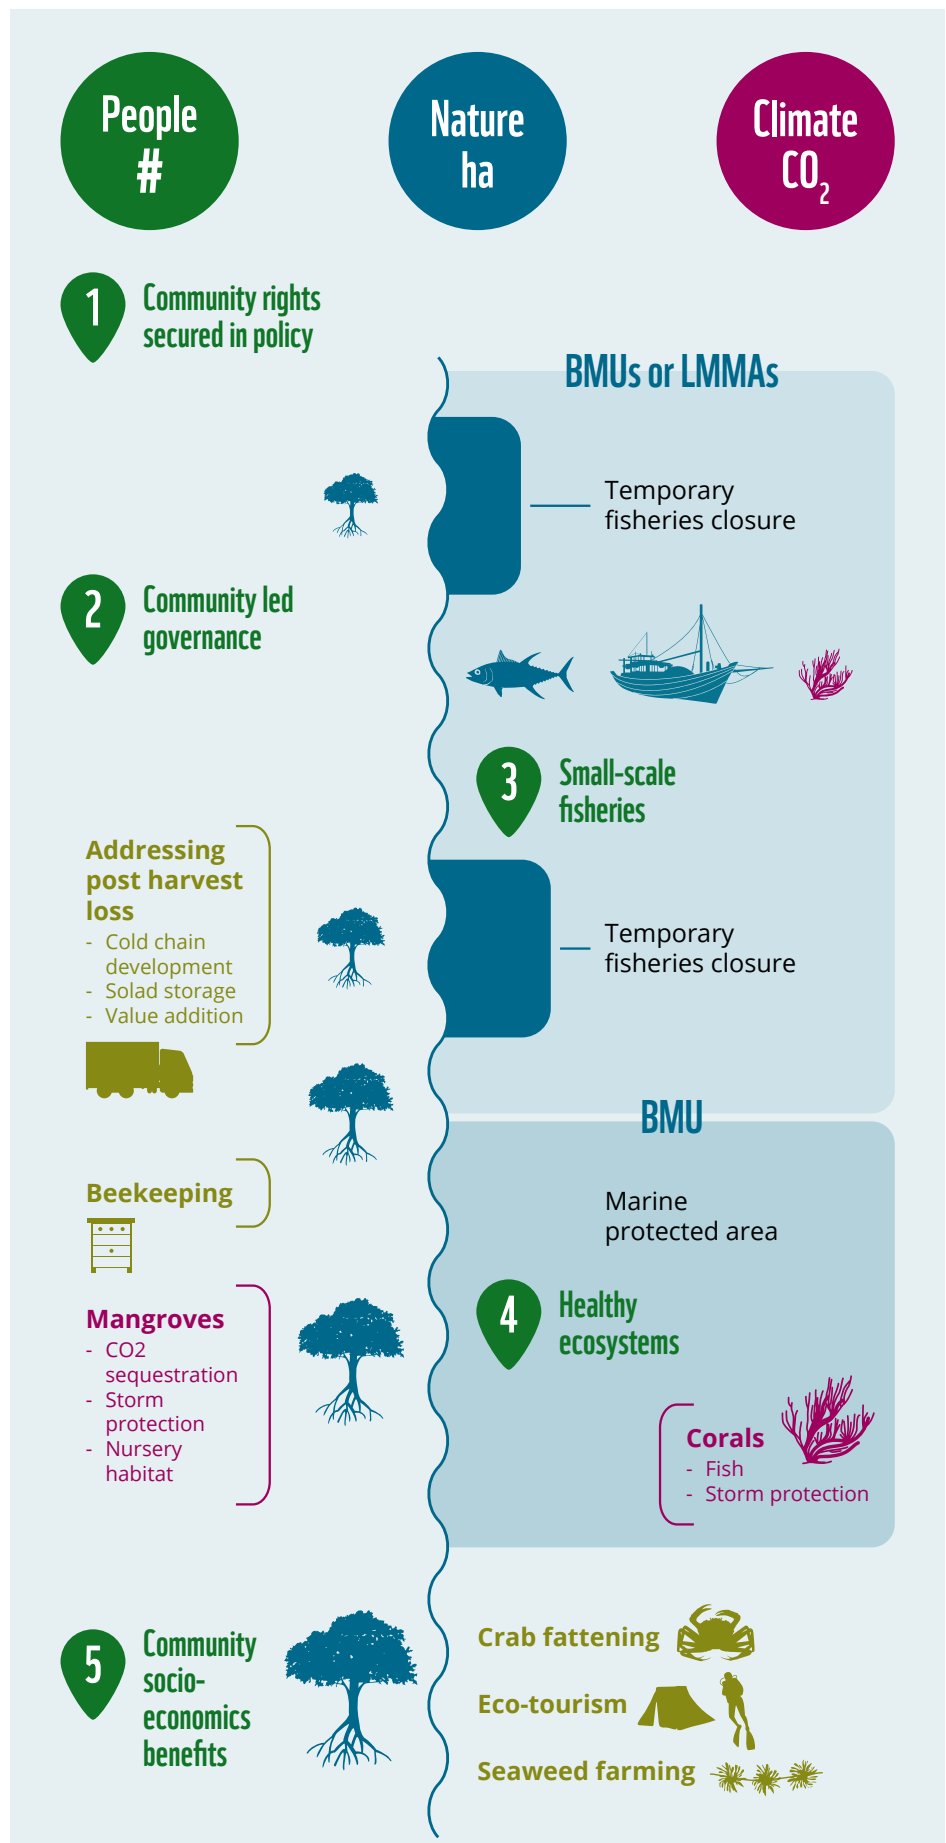 People
#
Nature
ha
Climate
CO₂
1
Community rights
secured in policy
BMUs or LMMAs
Temporary
fisheries closure
2
Community led
governance
3
Small-scale
fisheries
Addressing
post harvest
loss
- Cold chain
development
- Solad storage
- Value addition
Temporary
fisheries closure
BMU
Marine
protected area
Beekeeping
4
Healthy
ecosystems
Mangroves
- CO2
sequestration
- Storm
protection
- Nursery
habitat
Corals
- Fish
- Storm protection
5
Community
socio-
economics
benefits
Crab fattening
Eco-tourism
Seaweed farming